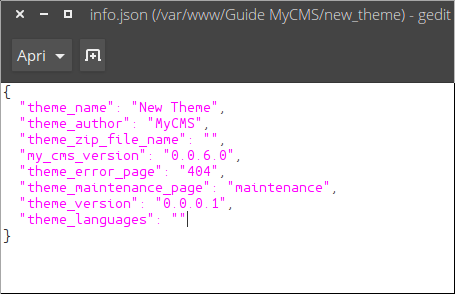 info.json (/var/www/Guide MyCMS/new_theme) - gedit
Apri
{
"theme_name": "New Theme",
"theme_author": "MyCMS",
"theme_zip_file_name": "",
"my_cms_version": "0.0.6.0",
"theme_error_page": "404",
"theme_maintenance_page": "maintenance",
"theme_version": "0.0.0.1",
"theme_languages": ""
}